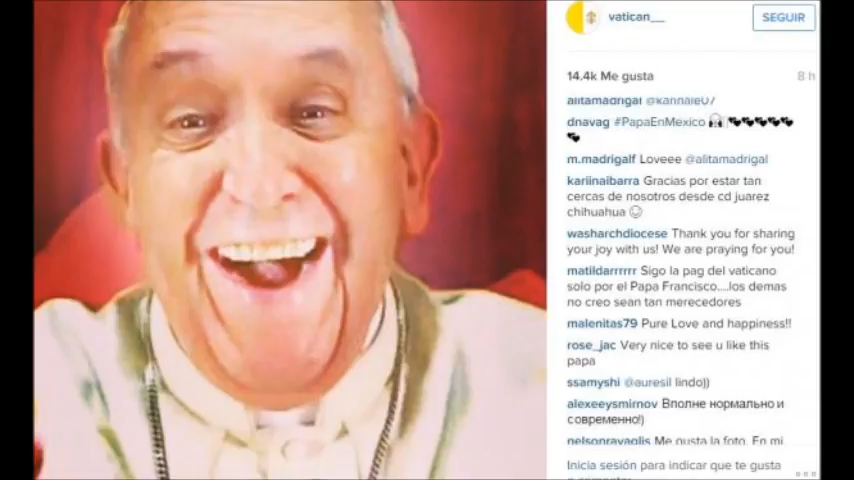 vatican__
SEGUIR
14.4k Me gusta
8 h
alitamadrigal @kannale07
dnavag #PapaEnMexico
m.madrigalf Loveee @alitamadrigal
kariinaibarra Gracias por estar tan
cercas de nosotros desde cd juarez
chihuahua
washarchdiocese Thank you for sharing
your joy with us! We are praying for you!
matildarrrrrr Sigo la pag del vaticano
solo por el Papa Francisco....los demas
no creo sean tan merecedores
malenitas79 Pure Love and happiness!!
rose_jac Very nice to see u like this
papa
ssamyshi @auresil lindo))
alexeeysmirnov Вполне нормально и
современно!)
nelsonravaglis Me gusta la foto. En mi
Inicia sesión para indicar que te gusta